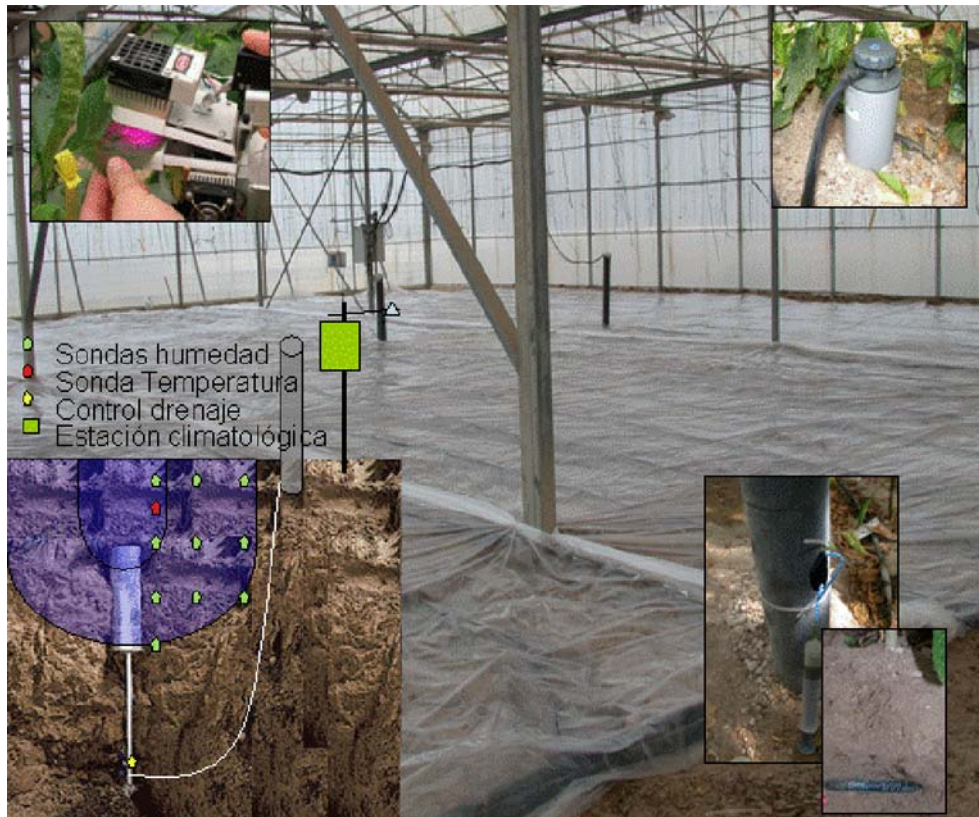 Sondas humedad
Sonda Temperatura
Control drenaje
Estación climatológica